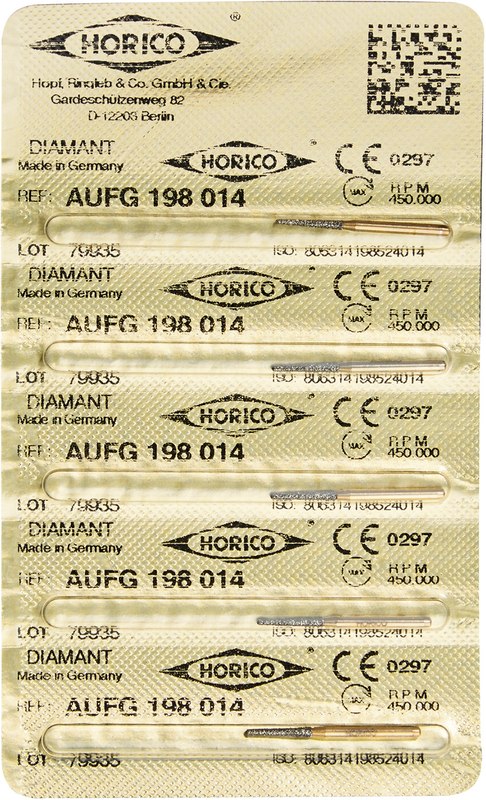 HORICO ®
Hopf, Ringleb & Co. GmbH & Cie.
Gardeschützenweg 82
D-12203 Berlin
DIAMANT
Made in Germany
HORICO ®
CE 0297
REF: AUFG 198 014
MAX RPM 450.000
LOT 79935
ISO: 806314198524014
DIAMANT
Made in Germany
HORICO
CE 0297
REF: AUFG 198 014
MAX RPM 450.000
LOT 79935
ISO: 806314198524014
DIAMANT
Made in Germany
HORICO
CE 0297
REF: AUFG 198 014
MAX RPM 450.000
LOT 79935
ISO: 806314198524014
DIAMANT
Made in Germany
HORICO
CE 0297
REF: AUFG 198 014
MAX RPM 450.000
LOT 79935
ISO: 806314198524014
DIAMANT
Made in Germany
HORICO
CE 0297
REF: AUFG 198 014
MAX RPM 450.000
LOT 79935
ISO: 806314198524014